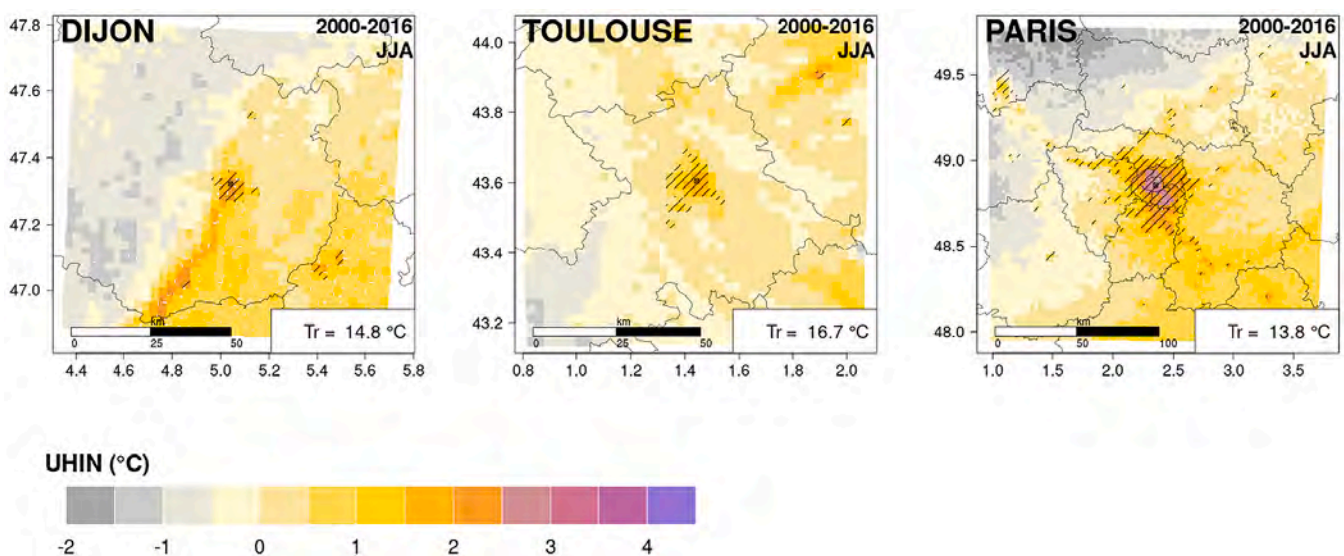 DIJON 2000-2016
JJA
47.8
47.6
47.4
47.2
47.0
km
0 25 50
Tr = 14.8 °C
4.4 4.6 4.8 5.0 5.2 5.4 5.6 5.8
TOULOUSE 2000-2016
JJA
44.0
43.8
43.6
43.4
43.2
km
0 25 50
Tr = 16.7 °C
0.8 1.0 1.2 1.4 1.6 1.8 2.0
PARIS 2000-2016
JJA
49.5
49.0
48.5
48.0
km
0 50 100
Tr = 13.8 °C
1.0 1.5 2.0 2.5 3.0 3.5
UHIN (°C)
-2 -1 0 1 2 3 4